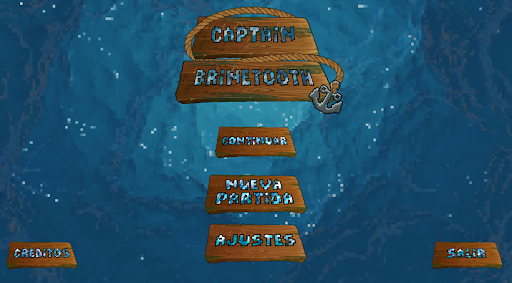 CAPTAIN
BRINETOOTH
CONTINUAR
NUEVA
PARTIDA
AJUSTES
CREDITOS
SALIR